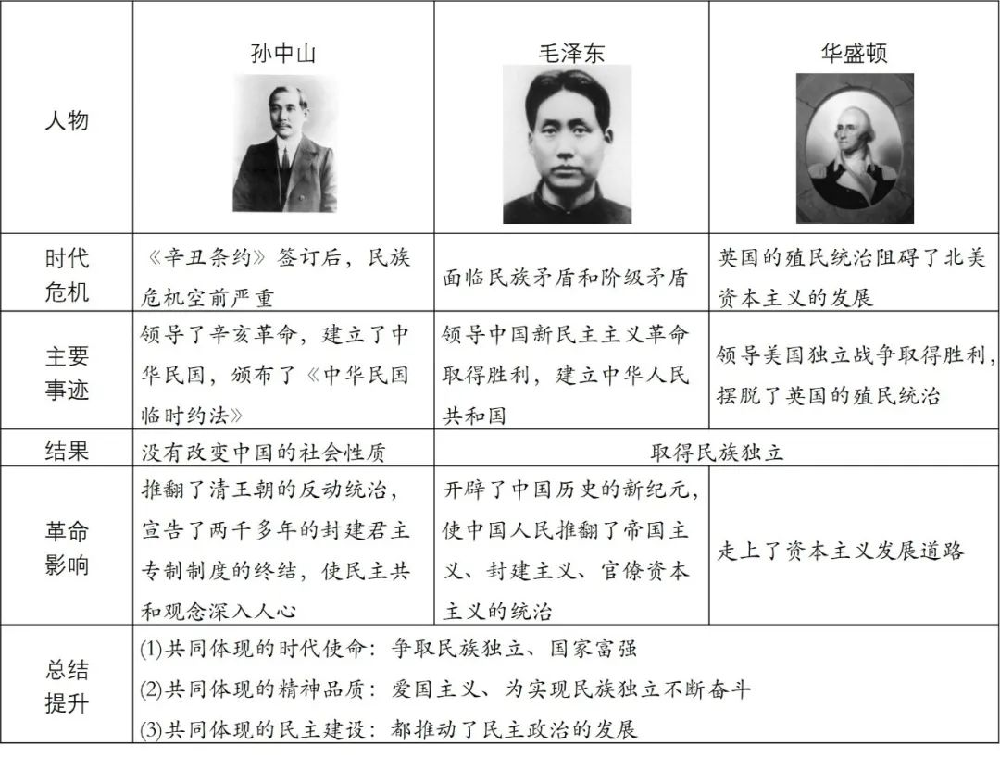 人物
孙中山
毛泽东
华盛顿
时代
危机
《辛丑条约》签订后，民族
危机空前严重
面临民族矛盾和阶级矛盾
英国的殖民统治阻碍了北美
资本主义的发展
主要
事迹
领导了辛亥革命，建立了中
华民国，颁布了《中华民国
临时约法》
领导中国新民主主义革命
取得胜利，建立中华人民
共和国
领导美国独立战争取得胜利，
摆脱了英国的殖民统治
结果
没有改变中国的社会性质
取得民族独立
革命
影响
推翻了清王朝的反动统治，
宣告了两千多年的封建君主
专制制度的终结，使民主共
和观念深入人心
开辟了中国历史的新纪元，
使中国人民推翻了帝国主
义、封建主义、官僚资本
主义的统治
走上了资本主义发展道路
总结
提升
(1)共同体现的时代使命：争取民族独立、国家富强
(2)共同体现的精神品质：爱国主义、为实现民族独立不断奋斗
(3)共同体现的民主建设：都推动了民主政治的发展